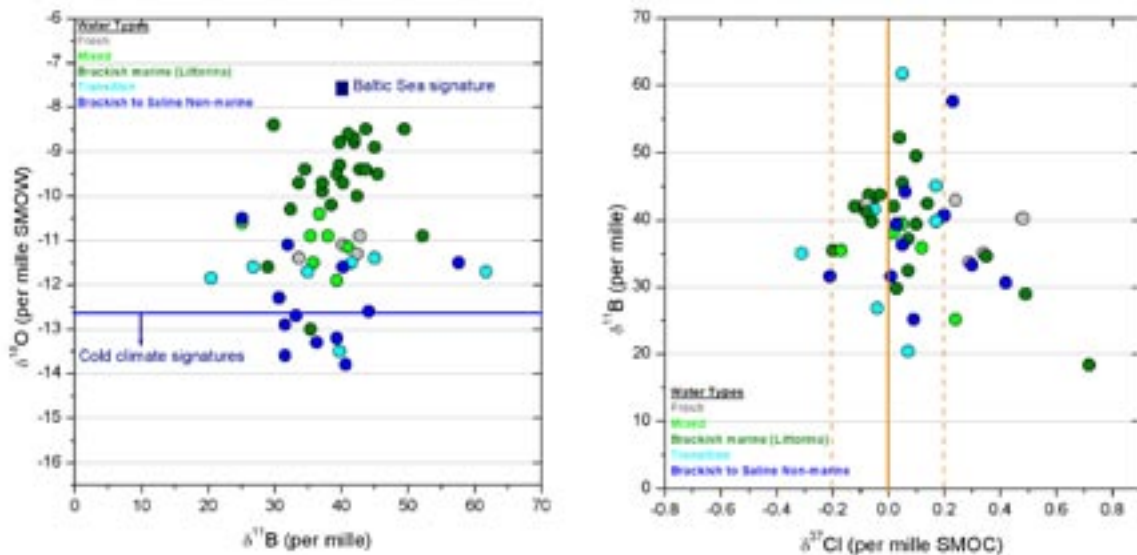 -6
-7
-8
-9
-10
-11
-12
-13
-14
-15
-16
δ¹⁸O (per mille SMOW)
Water Types
Fresh
Mixed
Brackish marine (Littorina)
Transition
Brackish to Saline Non-marine
Baltic Sea signature
Cold climate signatures
0 10 20 30 40 50 60 70
δ¹¹B (per mille)
70
60
50
40
30
20
10
0
δ¹¹B (per mille)
Water Types
Fresh
Mixed
Brackish marine (Littorina)
Transition
Brackish to Saline Non-marine
-0.8 -0.6 -0.4 -0.2 0.0 0.2 0.4 0.6 0.8
δ³⁷Cl (per mille SMOC)